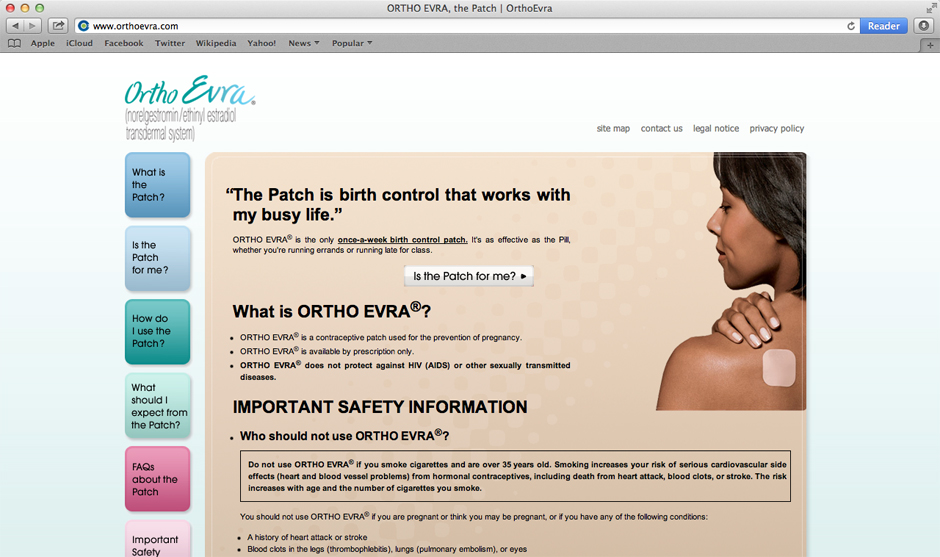 ORTHO EVRA, the Patch | OrthoEvra
www.orthoevra.com
Reader
Apple iCloud Facebook Twitter Wikipedia Yahoo! News Popular
Ortho Evra®
(norelgestromin/ethinyl estradiol
transdermal system)
site map contact us legal notice privacy policy
What is
the
Patch?
Is the
Patch
for me?
How do
I use the
Patch?
What
should I
expect from
the Patch?
FAQs
about the
Patch
Important
Safety
“The Patch is birth control that works with
my busy life.”
ORTHO EVRA® is the only once-a-week birth control patch. It's as effective as the Pill,
whether you're running errands or running late for class.
Is the Patch for me?
What is ORTHO EVRA®?
• ORTHO EVRA® is a contraceptive patch used for the prevention of pregnancy.
• ORTHO EVRA® is available by prescription only.
• ORTHO EVRA® does not protect against HIV (AIDS) or other sexually transmitted
diseases.
IMPORTANT SAFETY INFORMATION
• Who should not use ORTHO EVRA®?
Do not use ORTHO EVRA® if you smoke cigarettes and are over 35 years old. Smoking increases your risk of serious cardiovascular side
effects (heart and blood vessel problems) from hormonal contraceptives, including death from heart attack, blood clots, or stroke. The risk
increases with age and the number of cigarettes you smoke.
You should not use ORTHO EVRA® if you are pregnant or think you may be pregnant, or if you have any of the following conditions:
• A history of heart attack or stroke
• Blood clots in the legs (thrombophlebitis), lungs (pulmonary embolism), or eyes